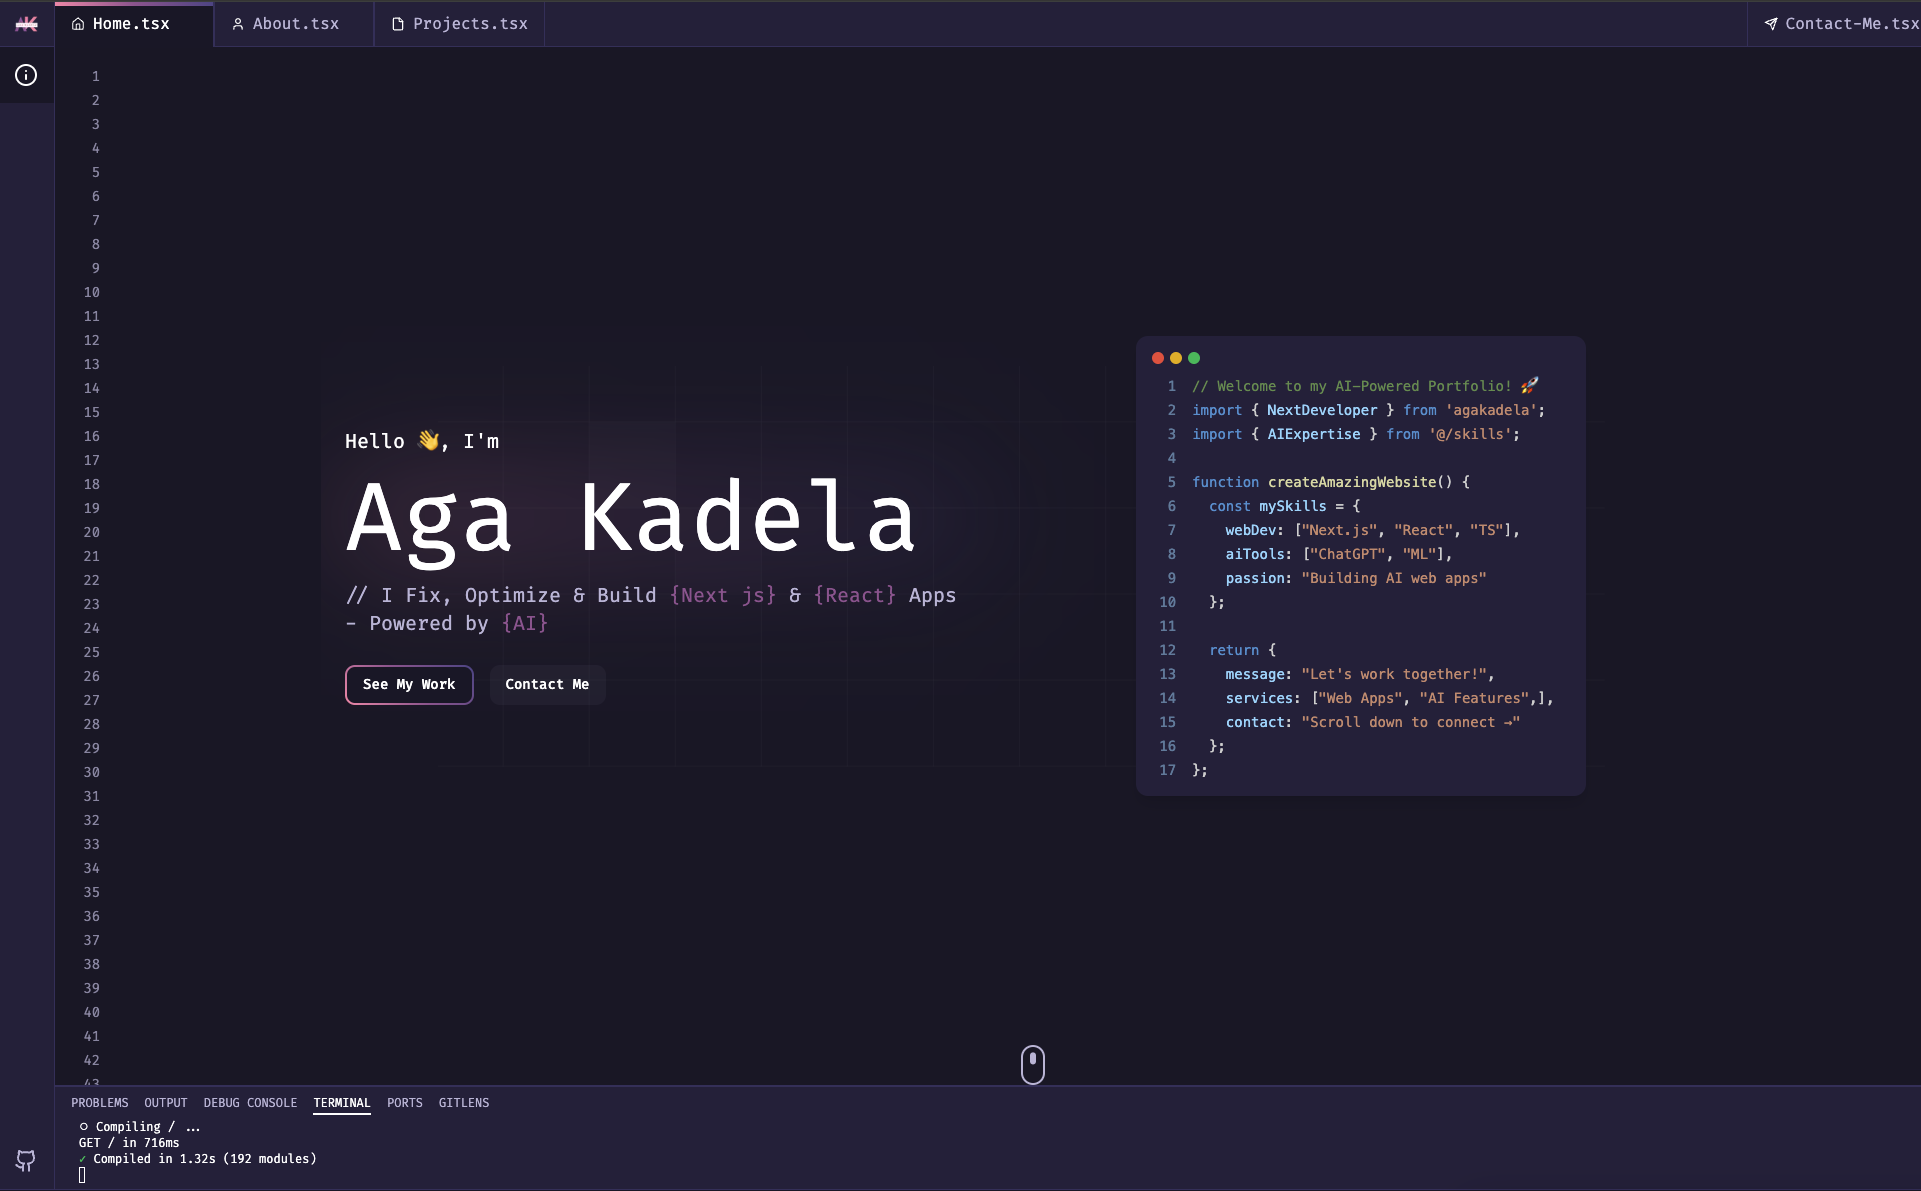 AK
Home.tsx
About.tsx
Projects.tsx
Contact-Me.tsx
1
2
3
4
5
6
7
8
9
10
11
12
13
14
15
16
17
18
19
20
21
22
23
24
25
26
27
28
29
30
31
32
33
34
35
36
37
38
39
40
41
42
43
Hello 👋, I'm
Aga Kadela
// I Fix, Optimize & Build {Next js} & {React} Apps
- Powered by {AI}
See My Work
Contact Me
1 // Welcome to my AI-Powered Portfolio! 🚀
2 import { NextDeveloper } from 'agakadela';
3 import { AIExpertise } from '@/skills';
4
5 function createAmazingWebsite() {
6   const mySkills = {
7     webDev: ["Next.js", "React", "TS"],
8     aiTools: ["ChatGPT", "ML"],
9     passion: "Building AI web apps"
10   };
11
12   return {
13     message: "Let's work together!",
14     services: ["Web Apps", "AI Features",],
15     contact: "Scroll down to connect →"
16   };
17 };
PROBLEMS OUTPUT DEBUG CONSOLE TERMINAL PORTS GITLENS
○ Compiling / ...
GET / in 716ms
✓ Compiled in 1.32s (192 modules)